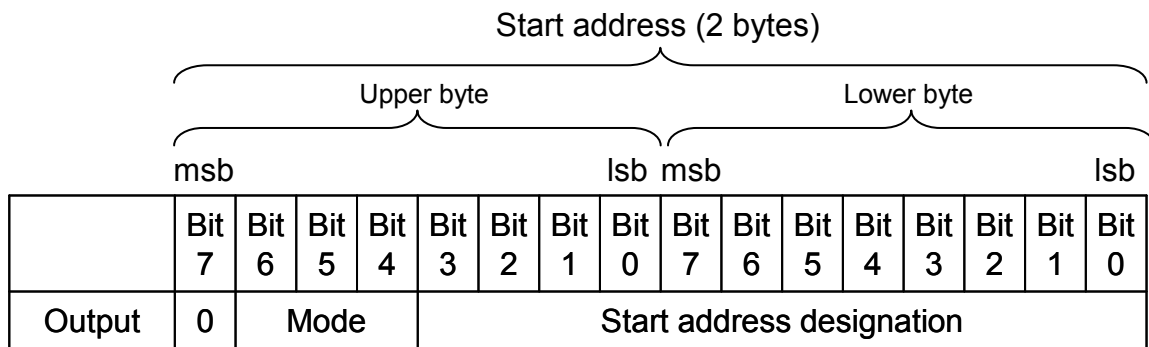 Start address (2 bytes)
Upper byte Lower byte
msb lsb msb lsb
Bit 7 Bit 6 Bit 5 Bit 4 Bit 3 Bit 2 Bit 1 Bit 0 Bit 7 Bit 6 Bit 5 Bit 4 Bit 3 Bit 2 Bit 1 Bit 0
Output 0 Mode Start address designation